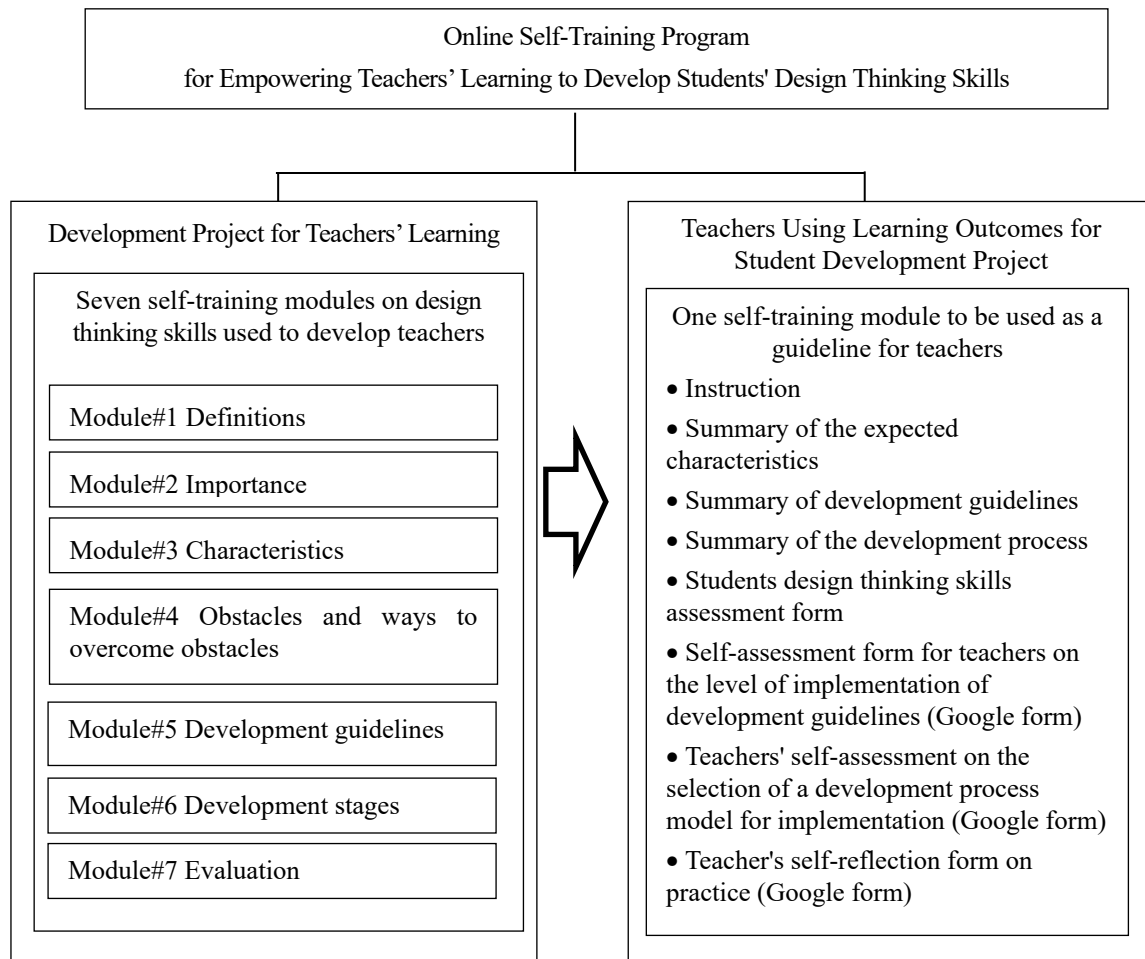 Online Self-Training Program
for Empowering Teachers’ Learning to Develop Students' Design Thinking Skills
Development Project for Teachers’ Learning
Seven self-training modules on design
thinking skills used to develop teachers
Module#1 Definitions
Module#2 Importance
Module#3 Characteristics
Module#4 Obstacles and ways to
overcome obstacles
Module#5 Development guidelines
Module#6 Development stages
Module#7 Evaluation
Teachers Using Learning Outcomes for
Student Development Project
One self-training module to be used as a
guideline for teachers
• Instruction
• Summary of the expected
characteristics
• Summary of development guidelines
• Summary of the development process
• Students design thinking skills
assessment form
• Self-assessment form for teachers on
the level of implementation of
development guidelines (Google form)
• Teachers' self-assessment on the
selection of a development process
model for implementation (Google form)
• Teacher's self-reflection form on
practice (Google form)